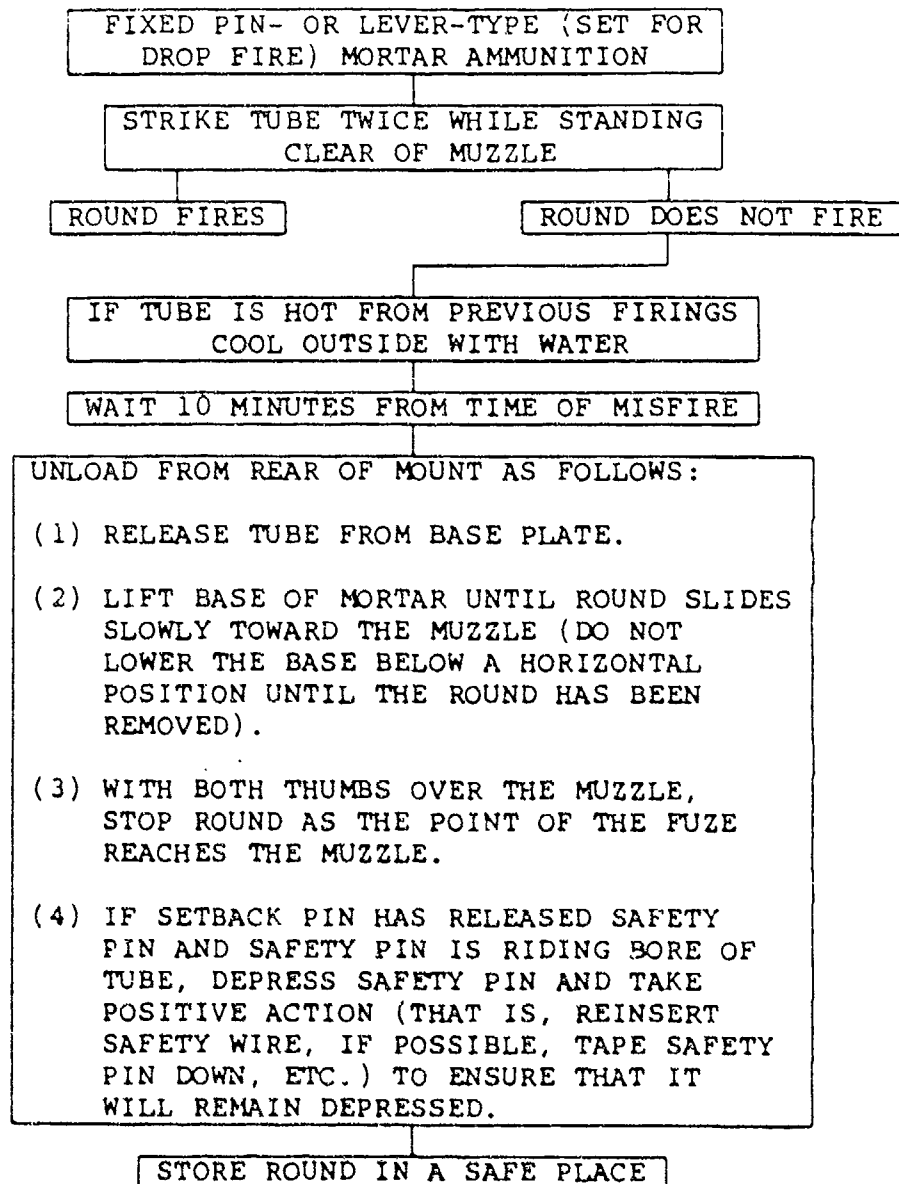 FIXED PIN- OR LEVER-TYPE (SET FOR
DROP FIRE) MORTAR AMMUNITION
STRIKE TUBE TWICE WHILE STANDING
CLEAR OF MUZZLE
ROUND FIRES
ROUND DOES NOT FIRE
IF TUBE IS HOT FROM PREVIOUS FIRINGS
COOL OUTSIDE WITH WATER
WAIT 10 MINUTES FROM TIME OF MISFIRE
UNLOAD FROM REAR OF MOUNT AS FOLLOWS:
(1) RELEASE TUBE FROM BASE PLATE.
(2) LIFT BASE OF MORTAR UNTIL ROUND SLIDES
SLOWLY TOWARD THE MUZZLE (DO NOT
LOWER THE BASE BELOW A HORIZONTAL
POSITION UNTIL THE ROUND HAS BEEN
REMOVED).
(3) WITH BOTH THUMBS OVER THE MUZZLE,
STOP ROUND AS THE POINT OF THE FUZE
REACHES THE MUZZLE.
(4) IF SETBACK PIN HAS RELEASED SAFETY
PIN AND SAFETY PIN IS RIDING BORE OF
TUBE, DEPRESS SAFETY PIN AND TAKE
POSITIVE ACTION (THAT IS, REINSERT
SAFETY WIRE, IF POSSIBLE, TAPE SAFETY
PIN DOWN, ETC.) TO ENSURE THAT IT
WILL REMAIN DEPRESSED.
STORE ROUND IN A SAFE PLACE